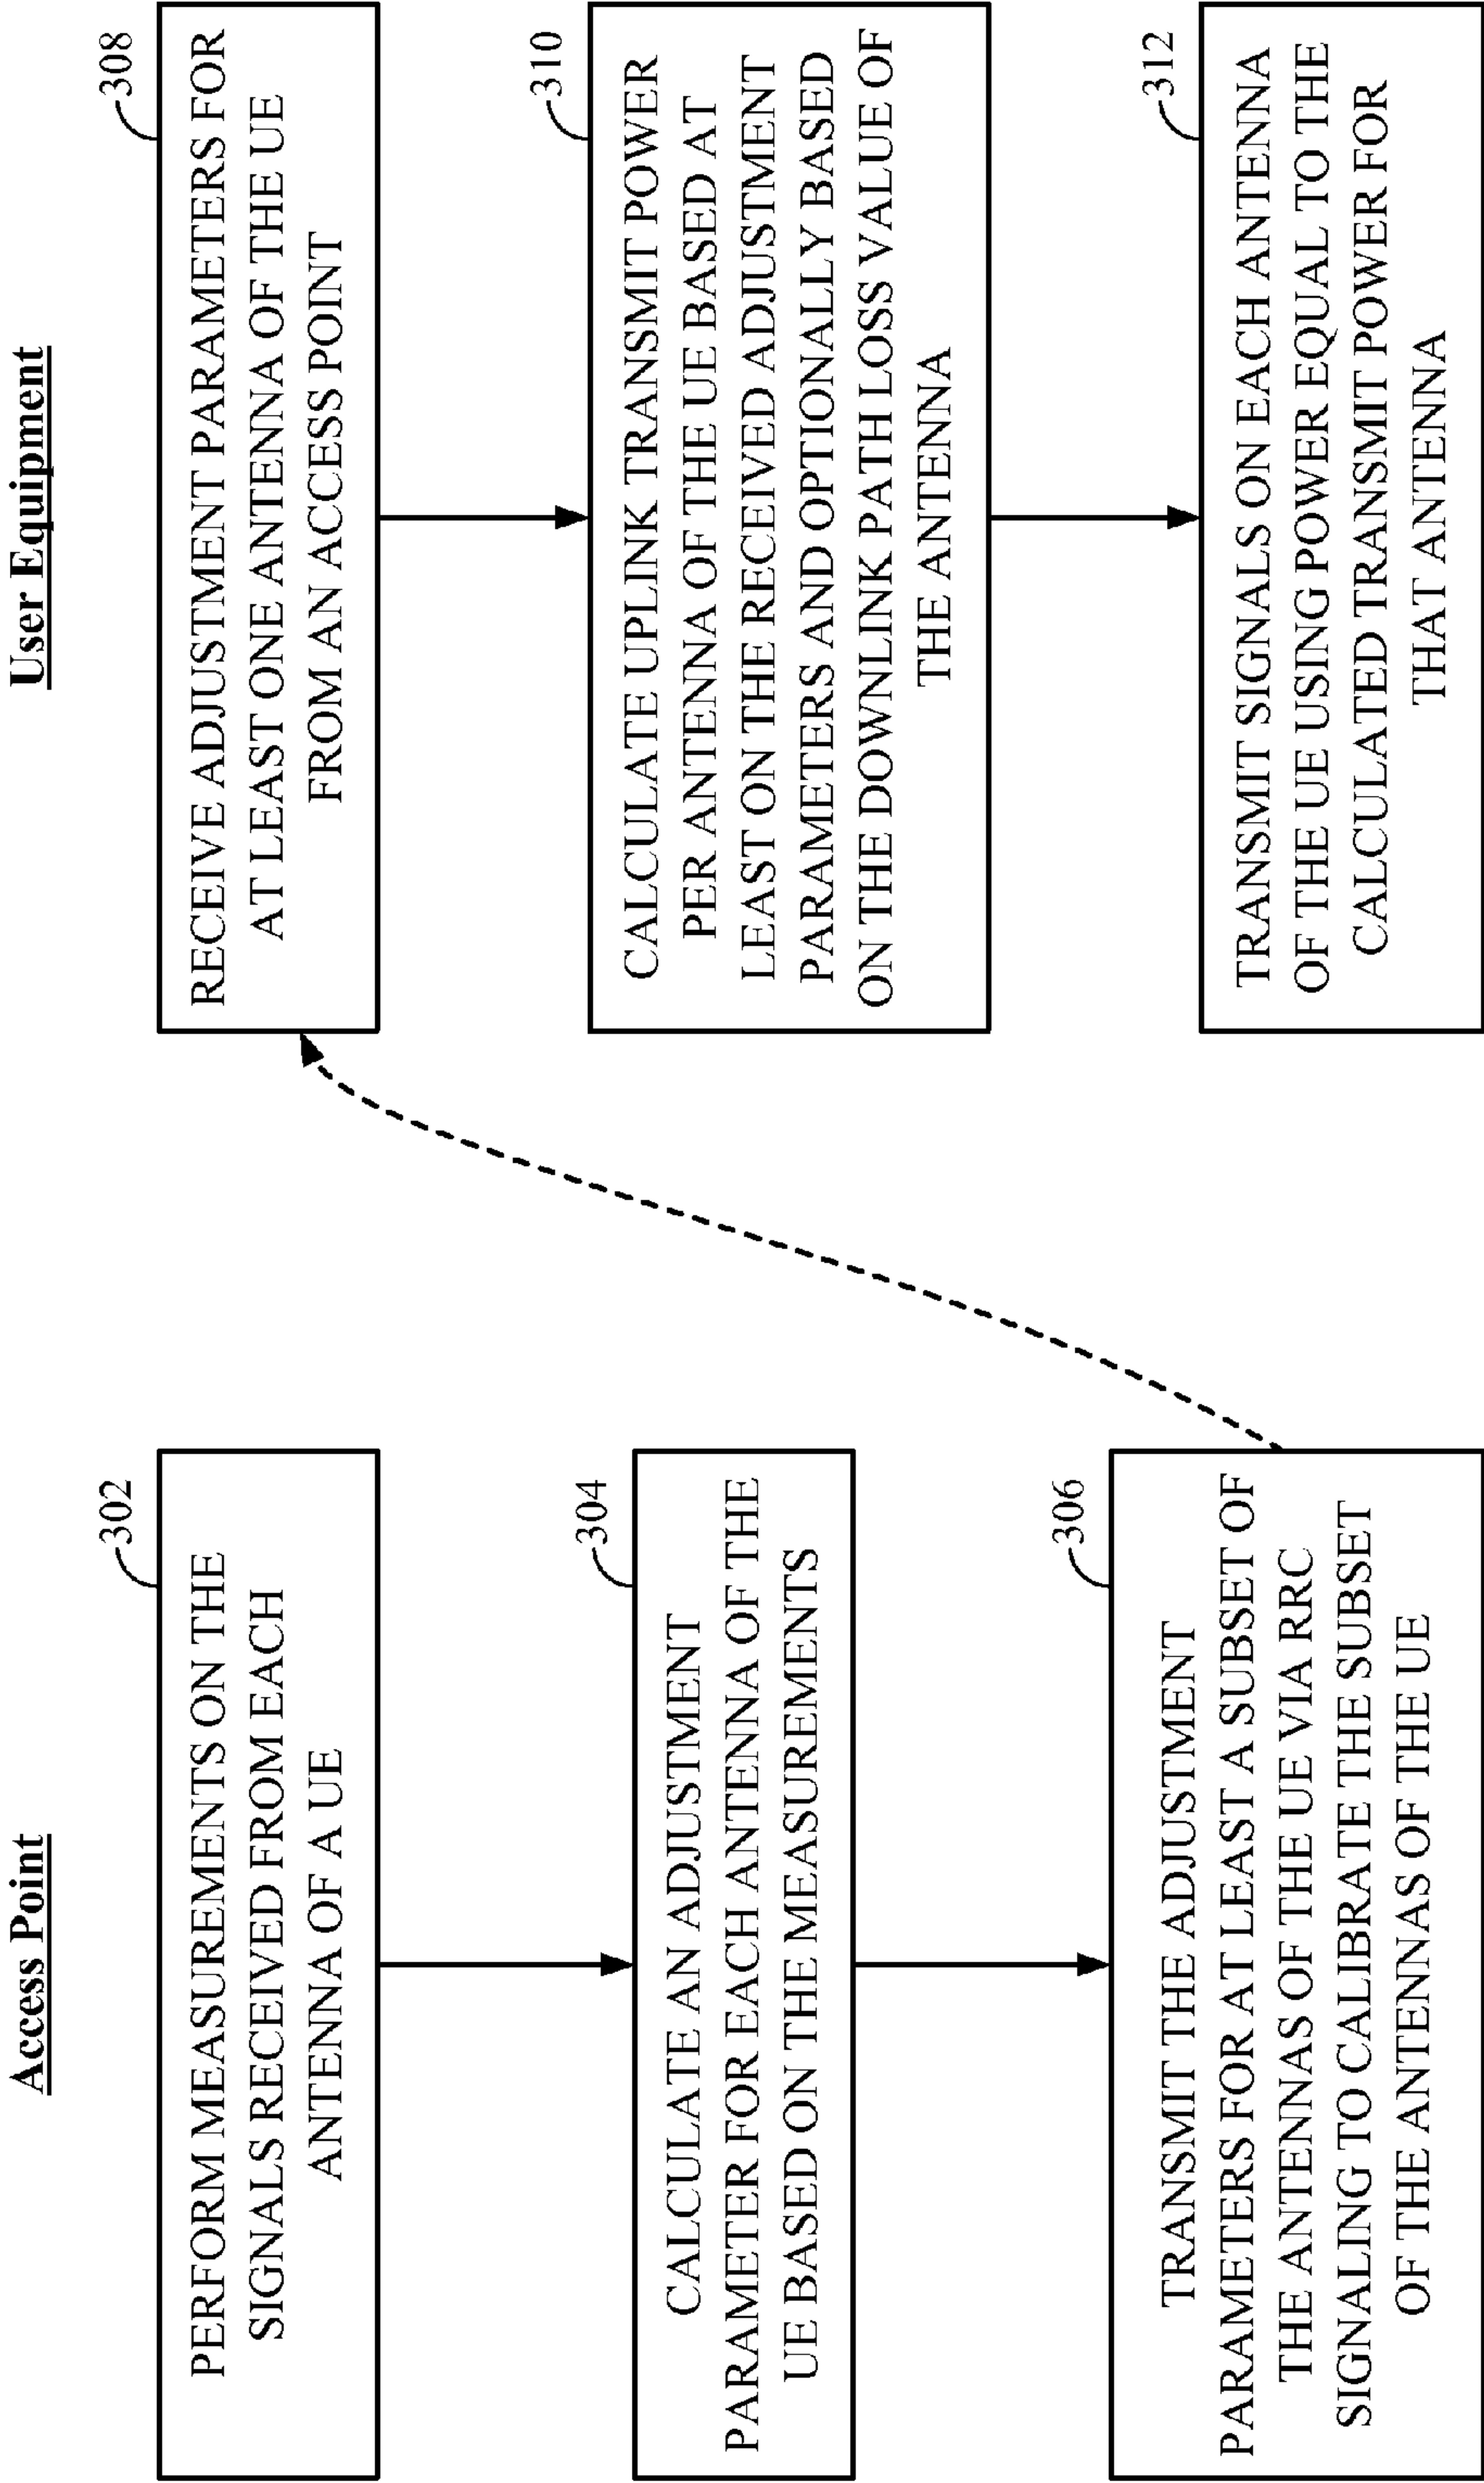 Access Point
302
PERFORM MEASUREMENTS ON THE
SIGNALS RECEIVED FROM EACH
ANTENNA OF A UE
304
CALCULATE AN ADJUSTMENT
PARAMETER FOR EACH ANTENNA OF THE
UE BASED ON THE MEASUREMENTS
306
TRANSMIT THE ADJUSTMENT
PARAMETERS FOR AT LEAST A SUBSET OF
THE ANTENNAS OF THE UE VIA RRC
SIGNALING TO CALIBRATE THE SUBSET
OF THE ANTENNAS OF THE UE
User Equipment
308
RECEIVE ADJUSTMENT PARAMETERS FOR
AT LEAST ONE ANTENNA OF THE UE
FROM AN ACCESS POINT
310
CALCULATE UPLINK TRANSMIT POWER
PER ANTENNA OF THE UE BASED AT
LEAST ON THE RECEIVED ADJUSTMENT
PARAMETERS AND OPTIONALLY BASED
ON THE DOWNLINK PATH LOSS VALUE OF
THE ANTENNA
312
TRANSMIT SIGNALS ON EACH ANTENNA
OF THE UE USING POWER EQUAL TO THE
CALCULATED TRANSMIT POWER FOR
THAT ANTENNA